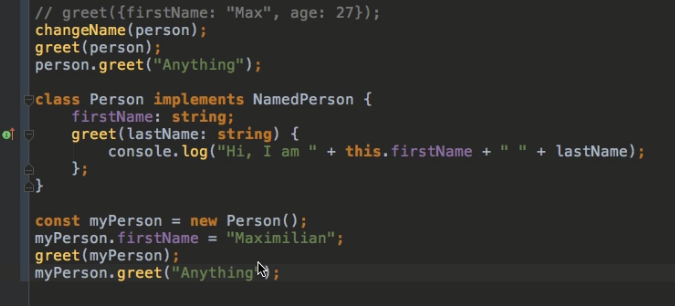 // greet({firstName: "Max", age: 27});
changeName(person);
greet(person);
person.greet("Anything");
class Person implements NamedPerson {
firstName: string;
greet(lastName: string) {
console.log("Hi, I am " + this.firstName + " " + lastName);
};
}
const myPerson = new Person();
myPerson.firstName = "Maximilian";
greet(myPerson);
myPerson.greet("Anything");